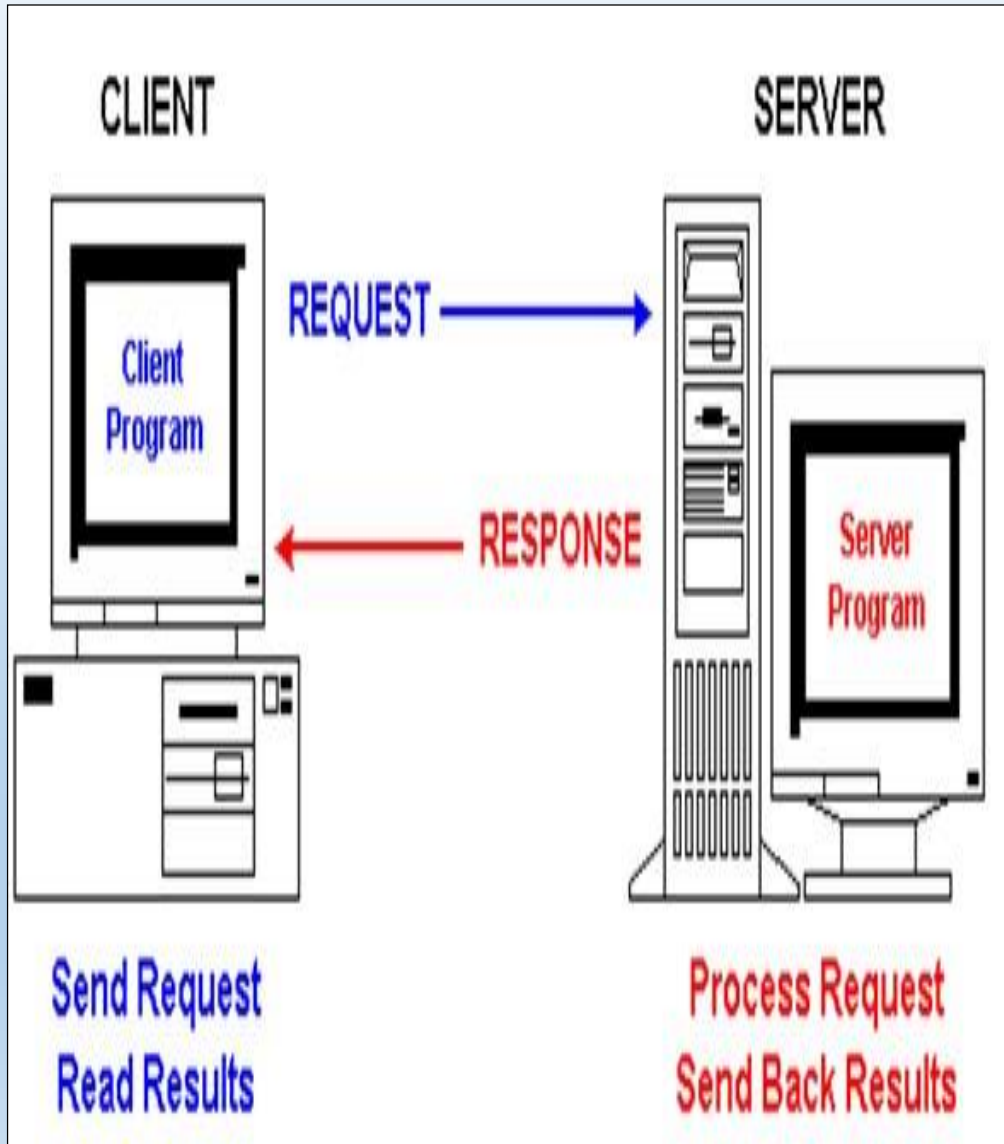 CLIENT
SERVER
REQUEST
Client
Program
RESPONSE
Server
Program
Send Request
Read Results
Process Request
Send Back Results